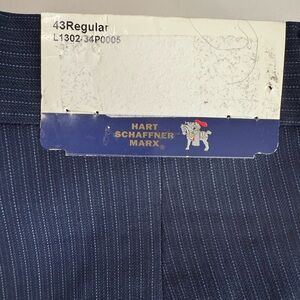 43Regular
L1302/34P0005
HART
SCHAFFNER
MARX®